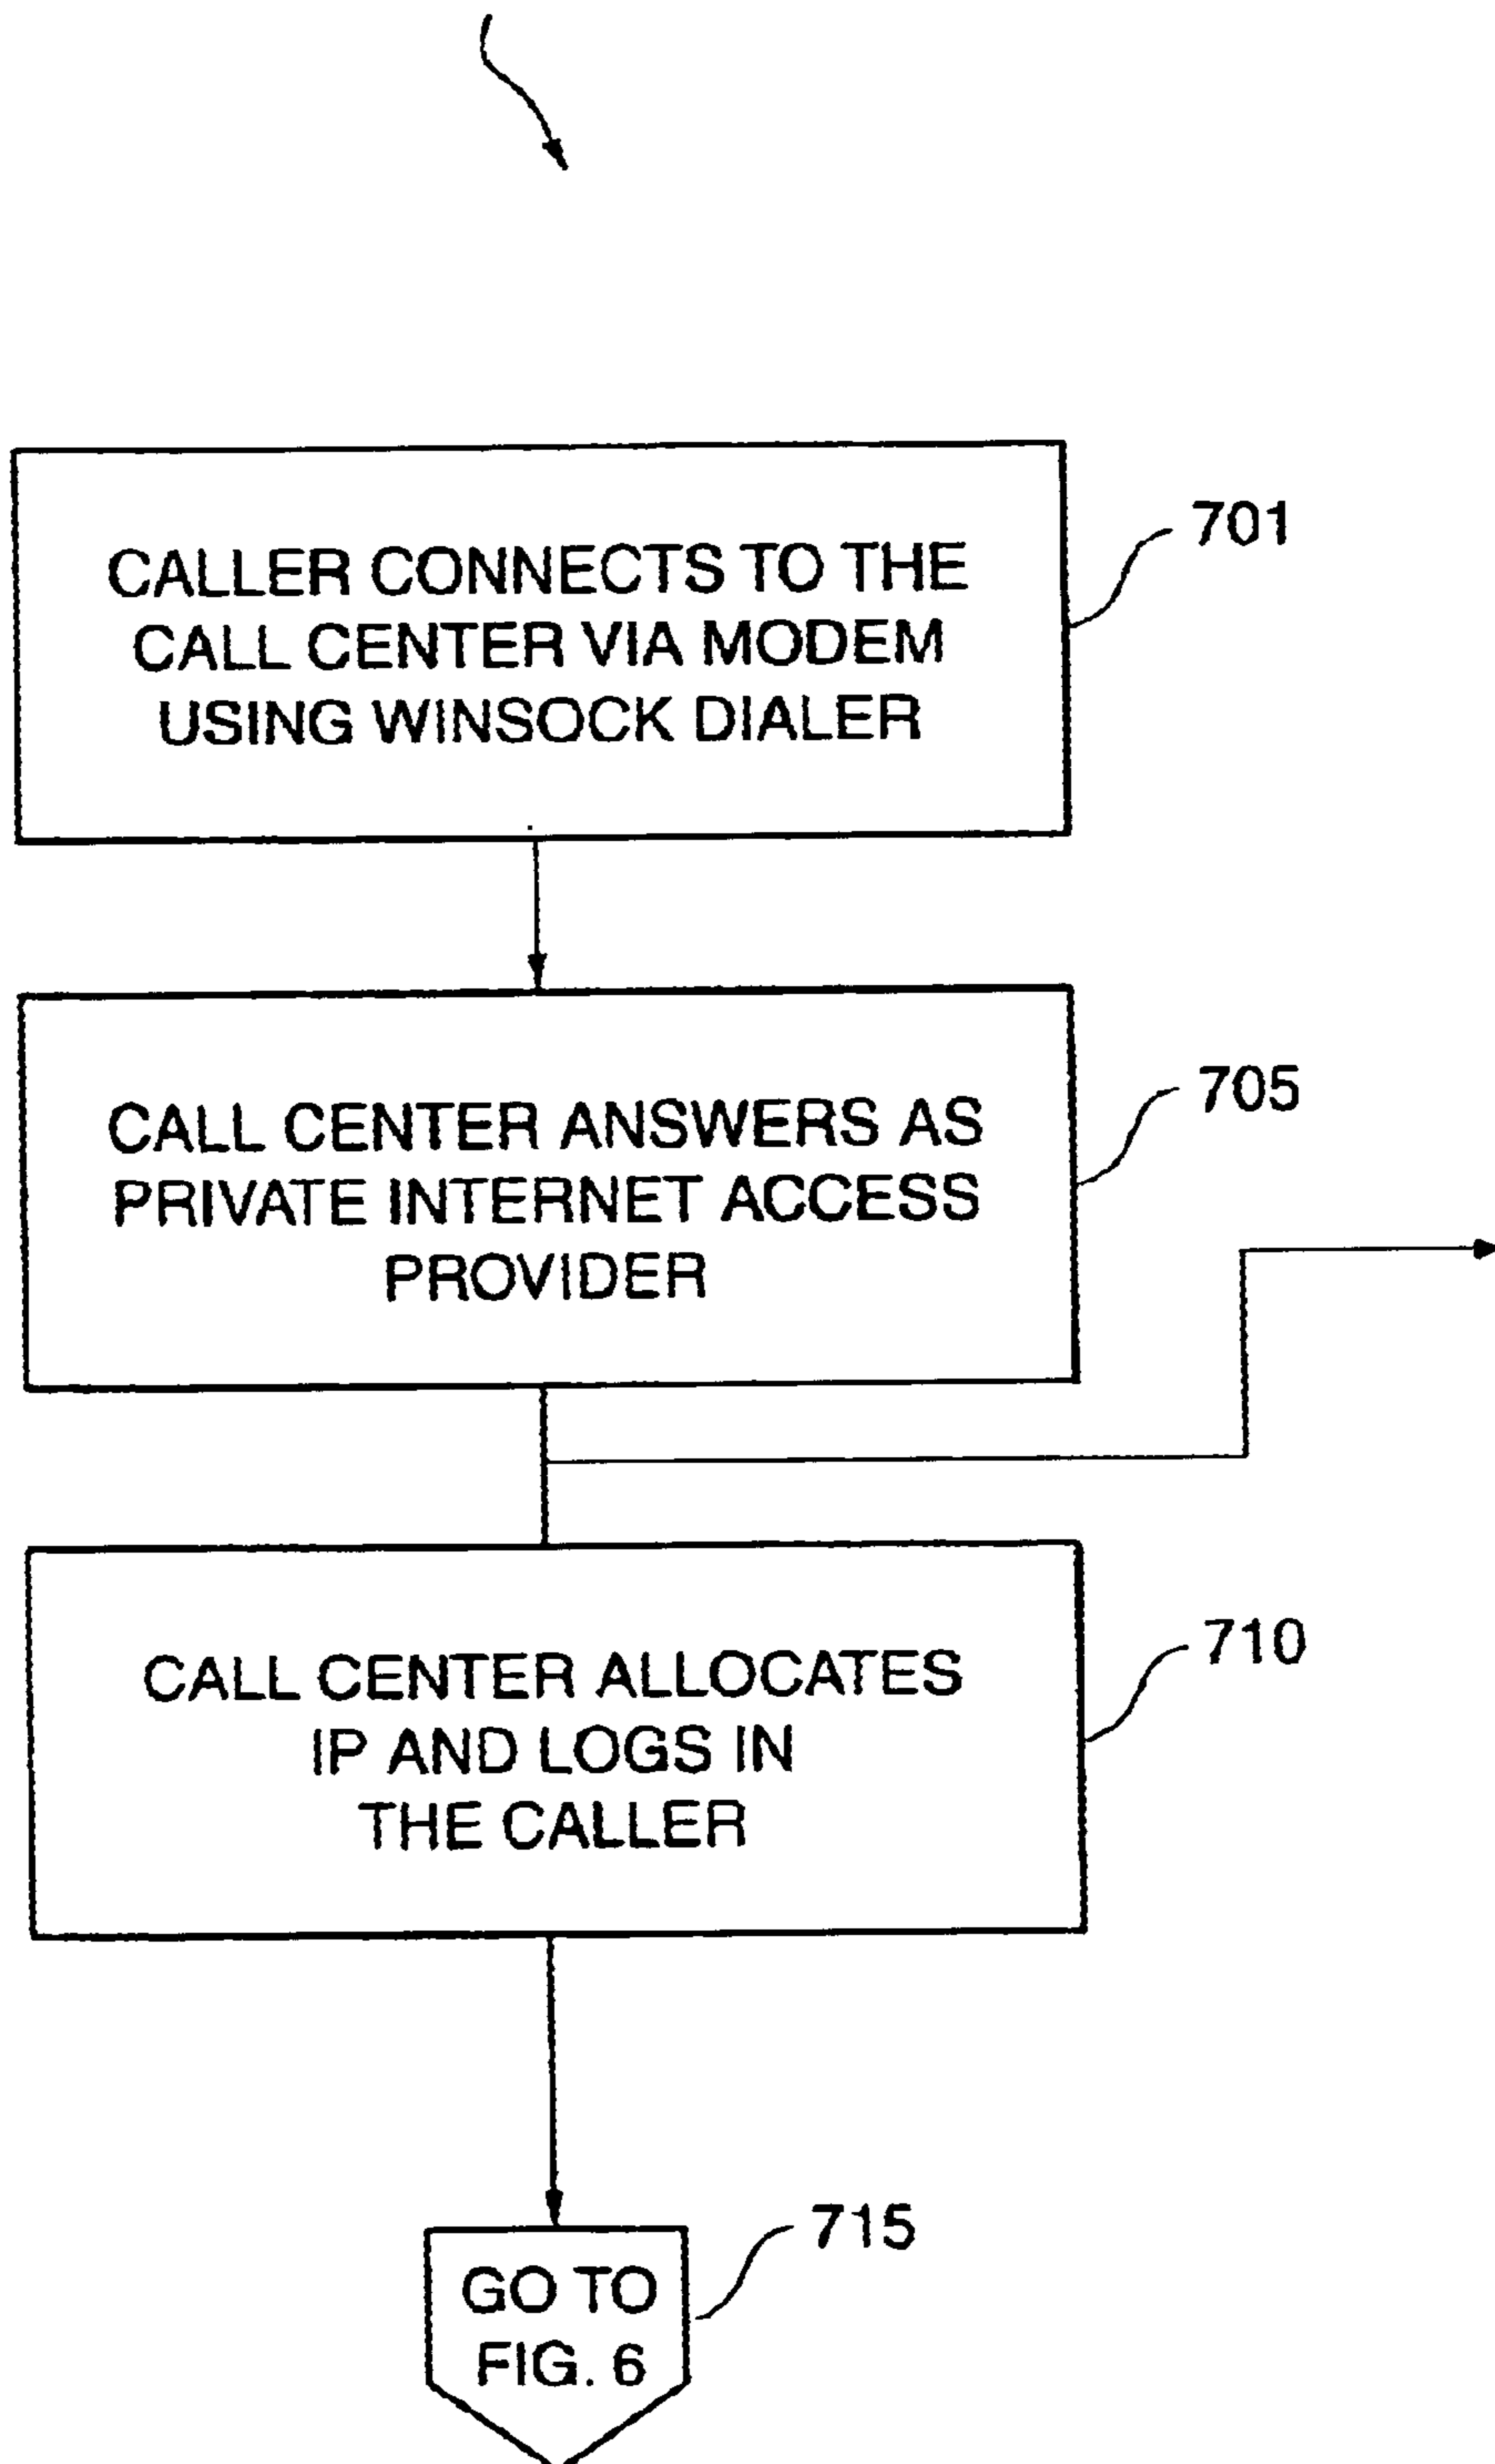 CALLER CONNECTS TO THE
CALL CENTER VIA MODEM
USING WINSOCK DIALER
701
CALL CENTER ANSWERS AS
PRIVATE INTERNET ACCESS
PROVIDER
705
CALL CENTER ALLOCATES
IP AND LOGS IN
THE CALLER
710
GO TO
FIG. 6
715